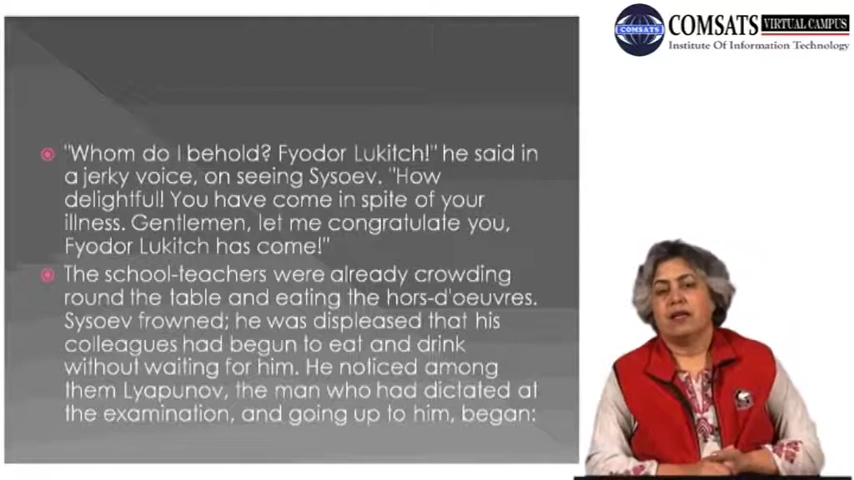 COMSATS VIRTUAL CAMPUS
COMSATS
Institute Of Information Technology
"Whom do I behold? Fyodor Lukitch!" he said in
a jerky voice, on seeing Sysoev. "How
delightful! You have come in spite of your
illness. Gentlemen, let me congratulate you,
Fyodor Lukitch has come!"
The school-teachers were already crowding
round the table and eating the hors-d'oeuvres.
Sysoev frowned; he was displeased that his
colleagues had begun to eat and drink
without waiting for him. He noticed among
them Lyapunov, the man who had dictated at
the examination, and going up to him, began: